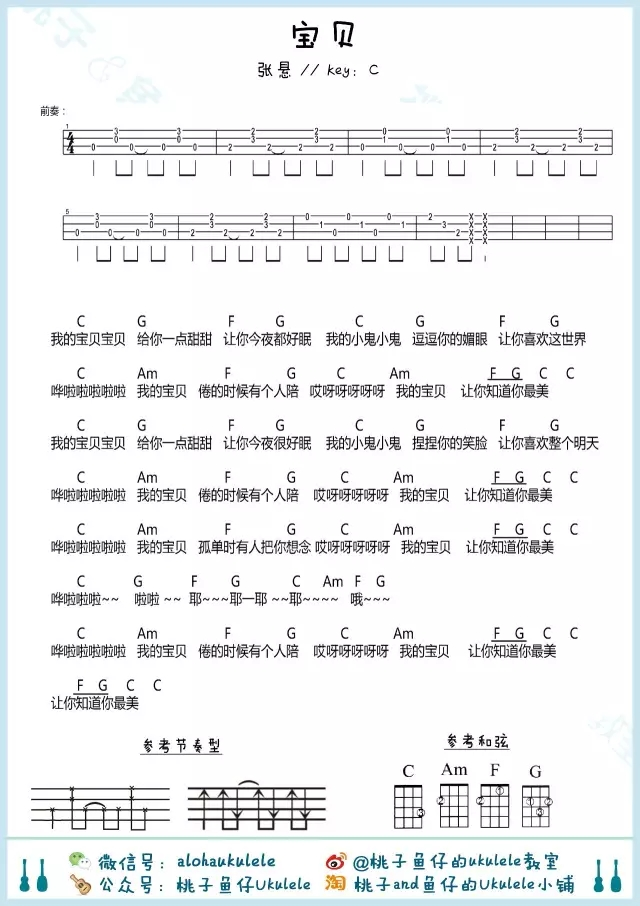 宝贝
张悬 // key: C
前奏：
C G F G C G F G
我的宝贝宝贝 给你一点甜甜 让你今夜都好眠 我的小鬼小鬼 逗逗你的媚眼 让你喜欢这世界
C Am F G C Am F G C C
哗啦啦啦啦啦 我的宝贝 倦的时候有个人陪 哎呀呀呀呀呀 我的宝贝 让你知道你最美
C G F G C G F G
我的宝贝宝贝 给你一点甜甜 让你今夜很好眠 我的小鬼小鬼 捏捏你的笑脸 让你喜欢整个明天
C Am F G C Am F G C C
哗啦啦啦啦啦 我的宝贝 倦的时候有个人陪 哎呀呀呀呀呀 我的宝贝 让你知道你最美
C Am F G C Am F G C C
哗啦啦啦啦啦 我的宝贝 孤单时有人把你想念 哎呀呀呀呀呀 我的宝贝 让你知道你最美
C G F G C Am F G
哗啦啦啦~~ 啦啦 ~~ 耶~~~耶一耶 ~~耶~~~~ 哦~~~
C Am F G C Am F G C C
哗啦啦啦啦啦 我的宝贝 倦的时候有个人陪 哎呀呀呀呀呀 我的宝贝 让你知道你最美
F G C C
让你知道你最美
参考节奏型
参考和弦
C Am F G
微信号：alohaukulele
@桃子鱼仔的ukulele教室
公众号：桃子鱼仔Ukulele
淘 桃子and鱼仔的Ukulele小铺